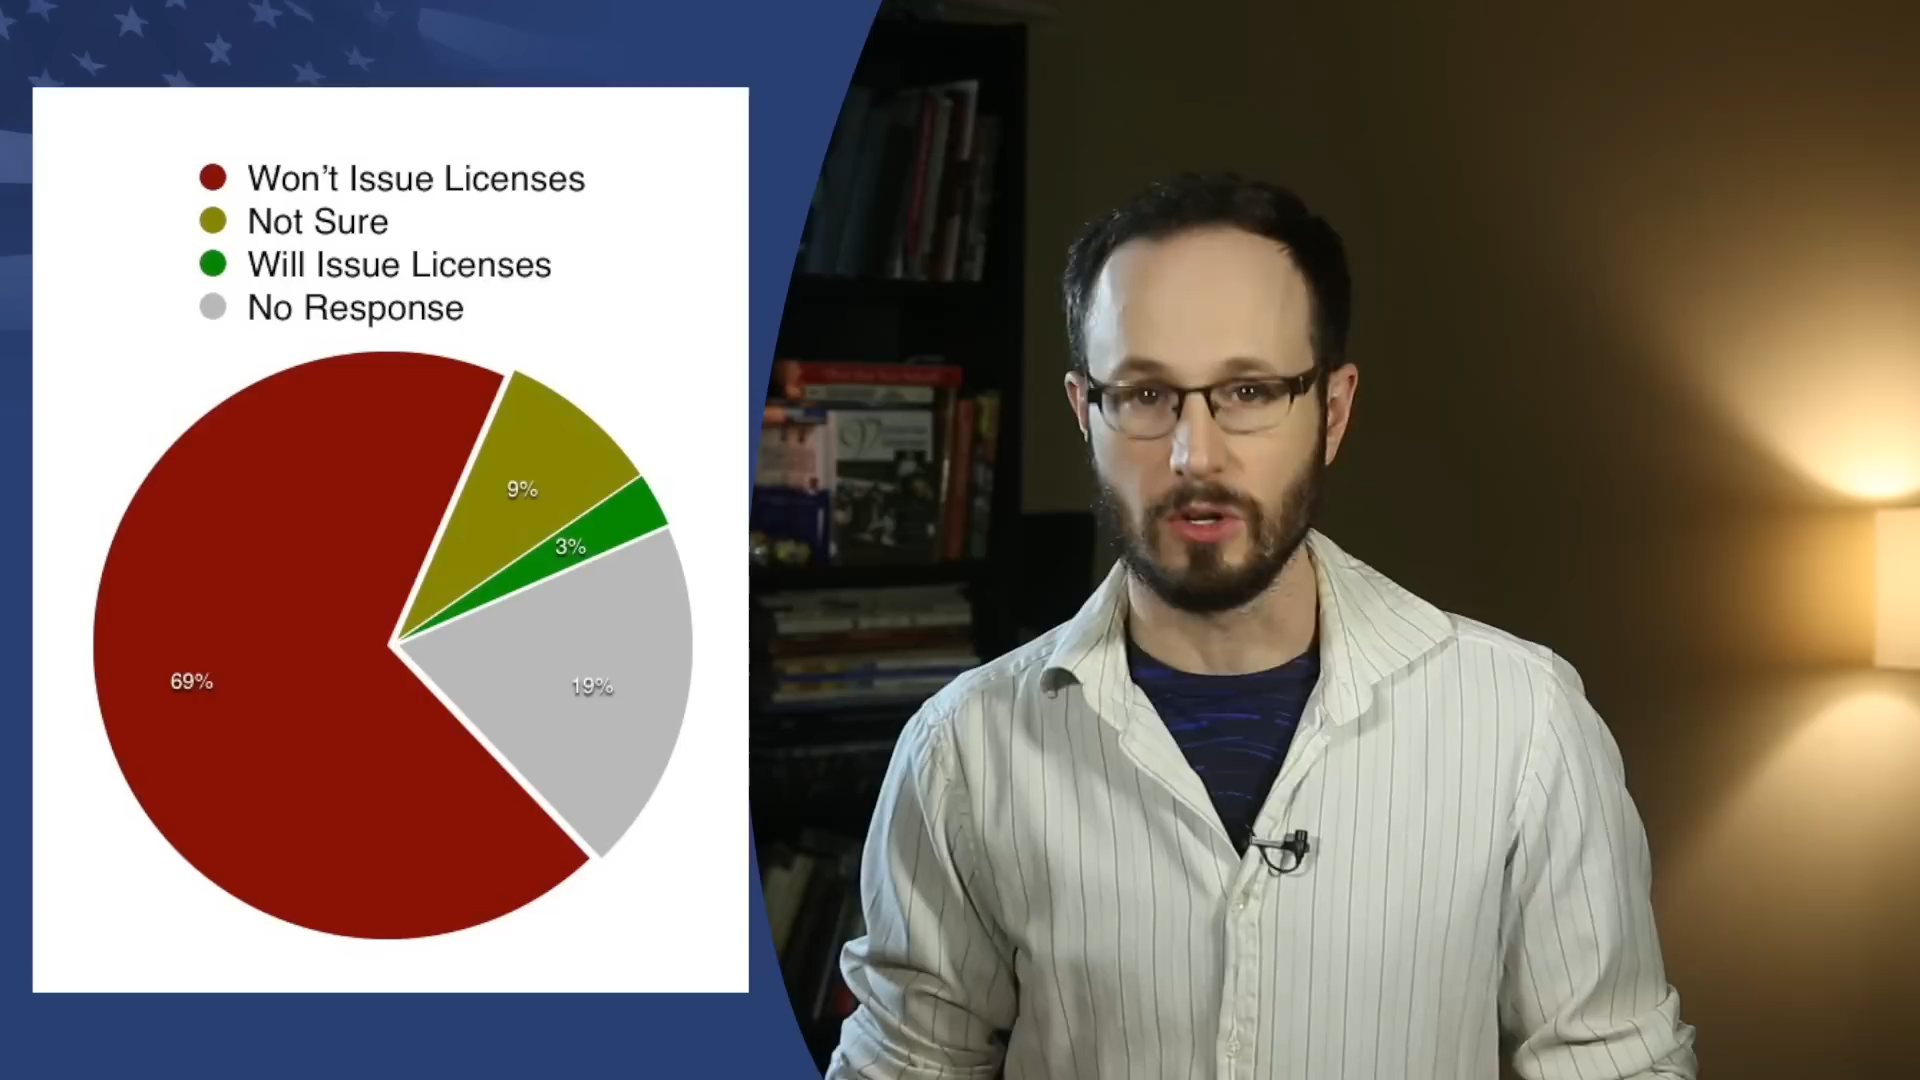 Won't Issue Licenses
Not Sure
Will Issue Licenses
No Response
9%
3%
69%
19%